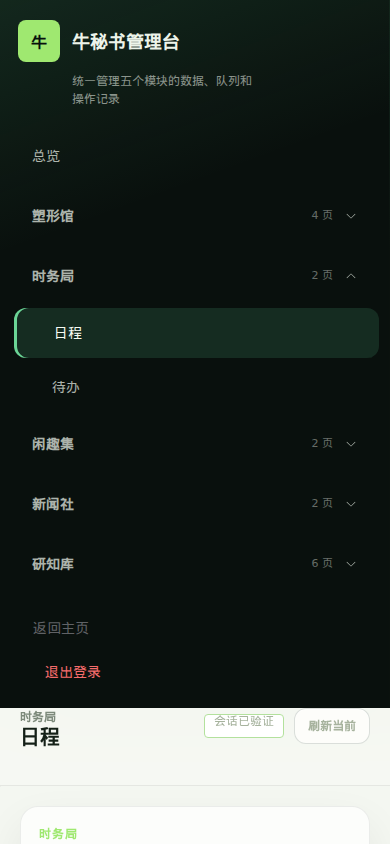 牛
牛秘书管理台
统一管理五个模块的数据、队列和
操作记录
总览
塑形馆 4 页
时务局 2 页
日程
待办
闲趣集 2 页
新闻社 2 页
研知库 6 页
返回主页
退出登录
时务局
日程
会话已验证
刷新当前
时务局